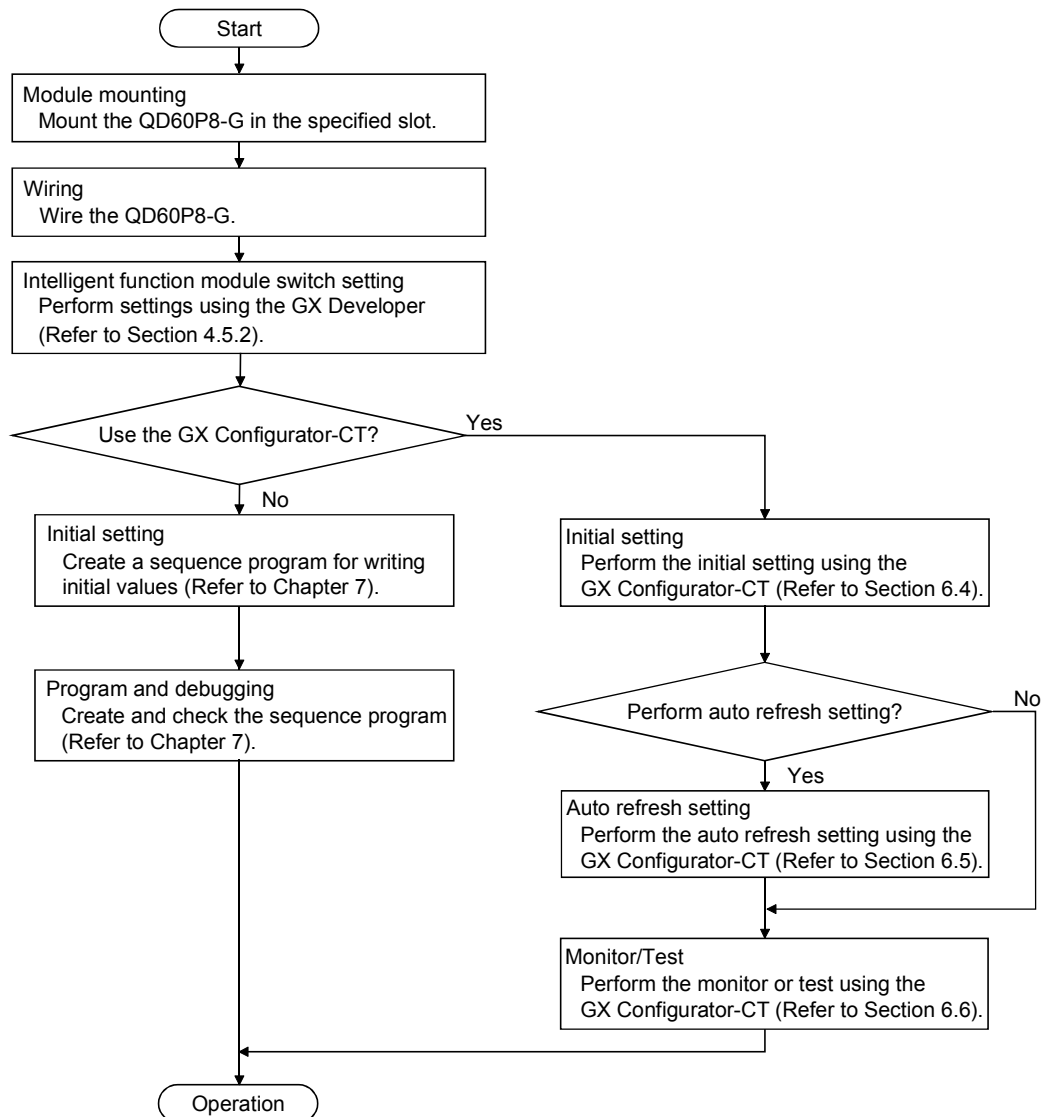 Start
Module mounting
Mount the QD60P8-G in the specified slot.
Wiring
Wire the QD60P8-G.
Intelligent function module switch setting
Perform settings using the GX Developer
(Refer to Section 4.5.2).
Use the GX Configurator-CT?
Yes
No
Initial setting
Create a sequence program for writing
initial values (Refer to Chapter 7).
Program and debugging
Create and check the sequence program
(Refer to Chapter 7).
Initial setting
Perform the initial setting using the
GX Configurator-CT (Refer to Section 6.4).
Perform auto refresh setting?
No
Yes
Auto refresh setting
Perform the auto refresh setting using the
GX Configurator-CT (Refer to Section 6.5).
Monitor/Test
Perform the monitor or test using the
GX Configurator-CT (Refer to Section 6.6).
Operation